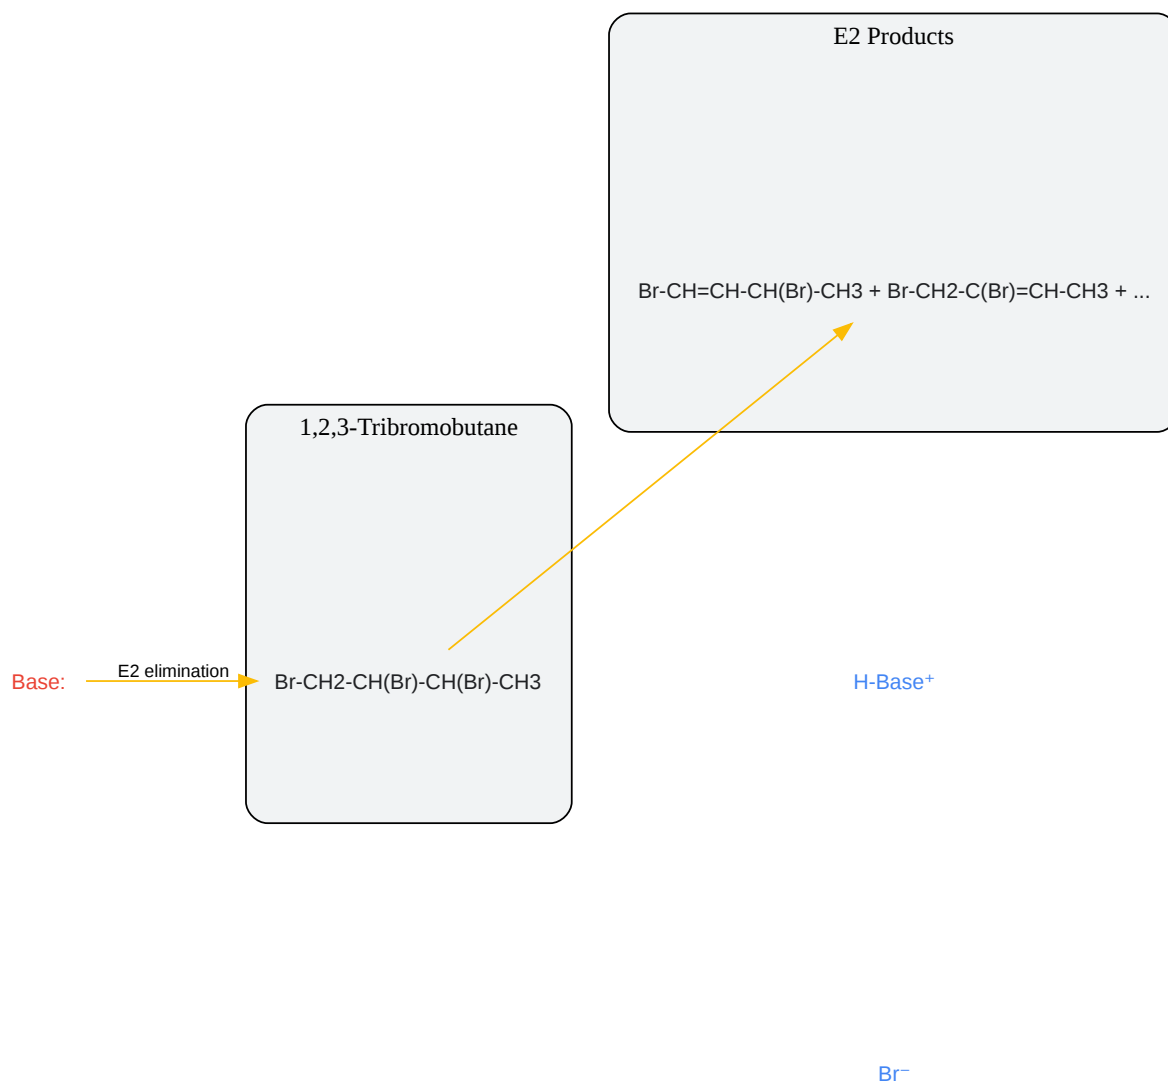 E2 Products
Br-CH=CH-CH(Br)-CH3 + Br-CH2-C(Br)=CH-CH3 + ...
1,2,3-Tribromobutane
Base:
E2 elimination
Br-CH2-CH(Br)-CH(Br)-CH3
H-Base⁺
Br⁻